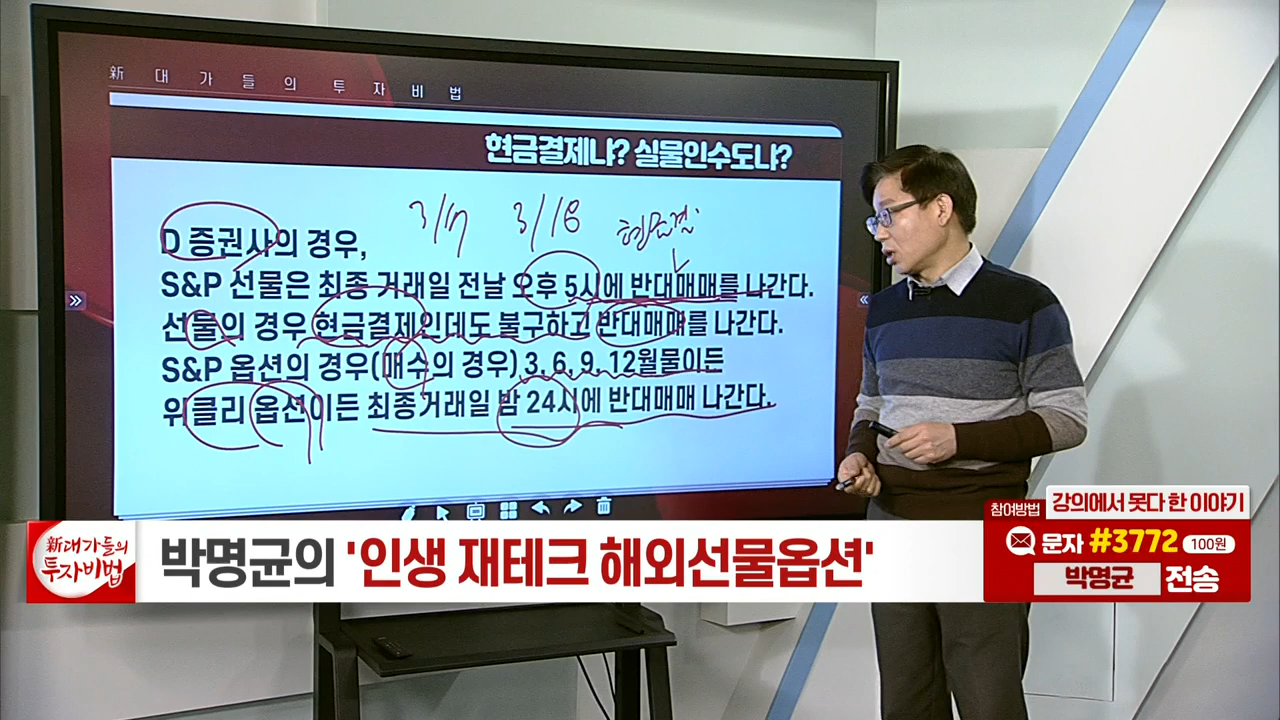 新 대 가 들 의 투 자 비 법
현금결제냐? 실물인수도냐?
3/17 3/18
D 증권사의 경우,
S&P 선물은 최종 거래일 전날 오후 5시에 반대매매를 나간다.
선물의 경우 현금결제인데도 불구하고 반대매매를 나간다.
S&P 옵션의 경우(매수의 경우) 3, 6, 9, 12월물이든
위클리 옵션이든 최종거래일 밤 24시에 반대매매 나간다.
참여방법 강의에서 못다 한 이야기
문자 #3772 100원
박명균 전송
新대가들의
투자비법
박명균의 '인생 재테크 해외선물옵션'